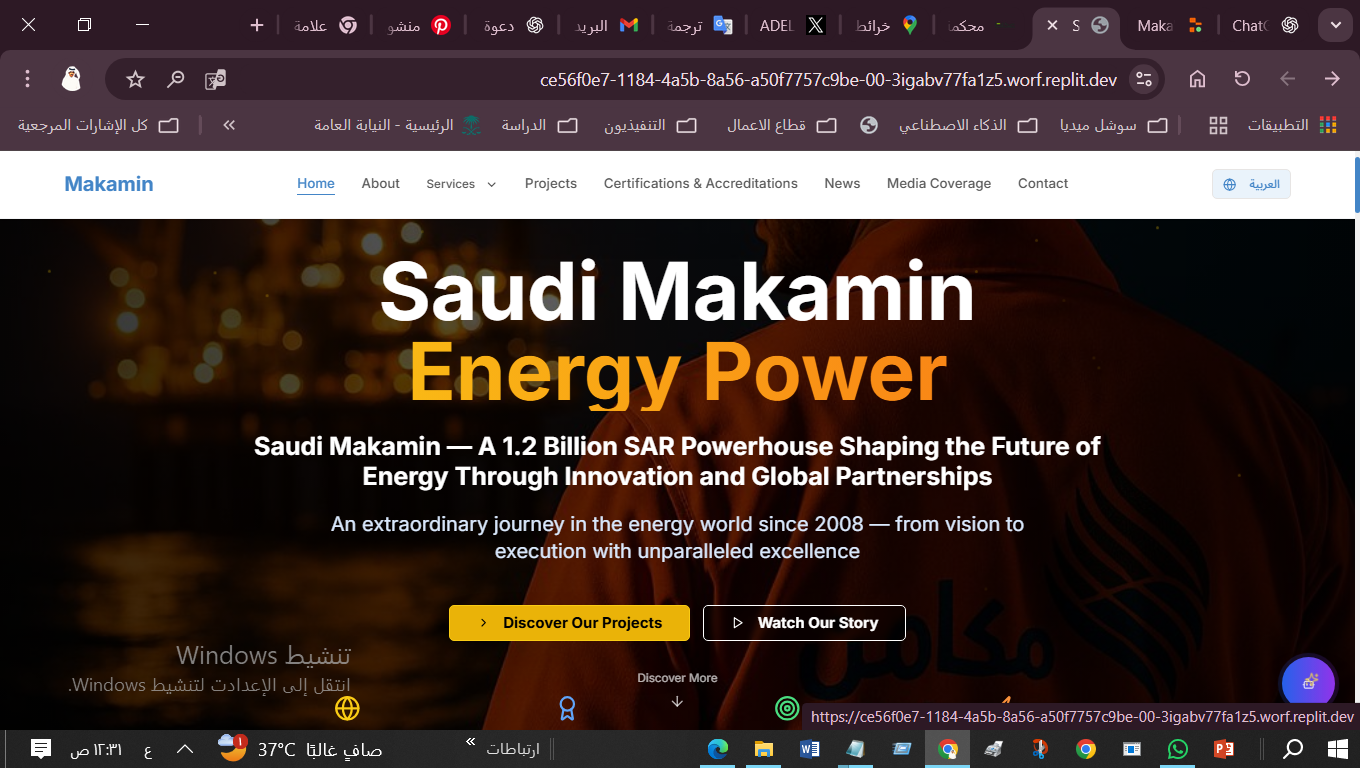 علامة
منشو
دعوة
البريد
ترجمة
ADEL
خرائط
محكمة
S
Maka
ChatG
ce56f0e7-1184-4a5b-8a56-a50f7757c9be-00-3igabv77fa1z5.worf.replit.dev
التطبيقات
سوشل ميديا
الذكاء الاصطناعي
قطاع الاعمال
التنفيذيون
الدراسة
الرئيسية - النيابة العامة
»
كل الإشارات المرجعية
Makamin
Home
About
Services
Projects
Certifications & Accreditations
News
Media Coverage
Contact
العربية
Saudi Makamin
Energy Power
Saudi Makamin — A 1.2 Billion SAR Powerhouse Shaping the Future of
Energy Through Innovation and Global Partnerships
An extraordinary journey in the energy world since 2008 — from vision to
execution with unparalleled excellence
Discover Our Projects
Watch Our Story
مكامن
Discover More
تنشيط Windows
انتقل إلى الإعدادت لتنشيط Windows.
https://ce56f0e7-1184-4a5b-8a56-a50f7757c9be-00-3igabv77fa1z5.worf.replit.dev
ارتباطات
»
صافٍ غالبًا
37°C
1
ع
١٢:٣١ ص